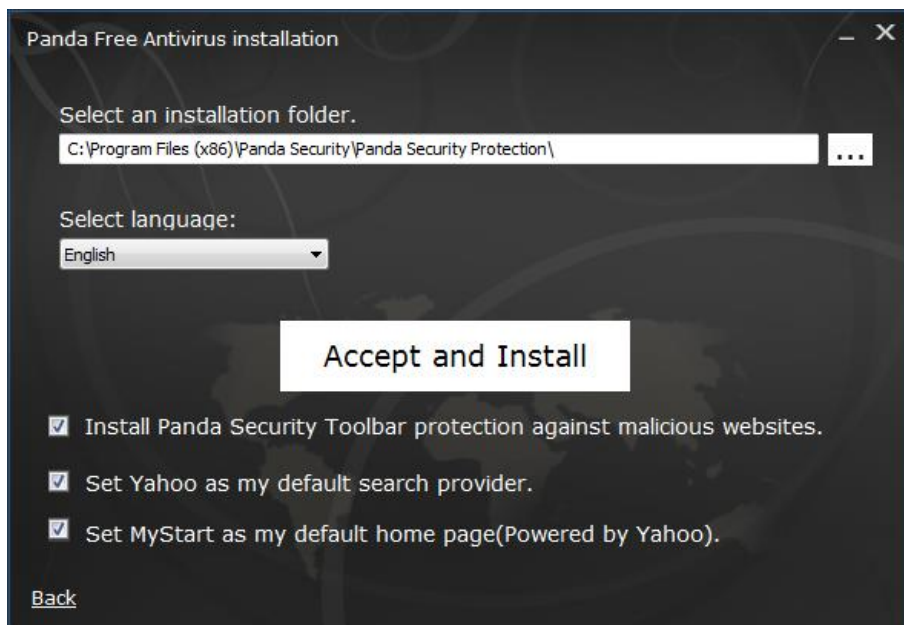 Panda Free Antivirus installation
Select an installation folder.
C:\Program Files (x86)\Panda Security\Panda Security Protection\
...
Select language:
English
Accept and Install
Install Panda Security Toolbar protection against malicious websites.
Set Yahoo as my default search provider.
Set MyStart as my default home page(Powered by Yahoo).
Back